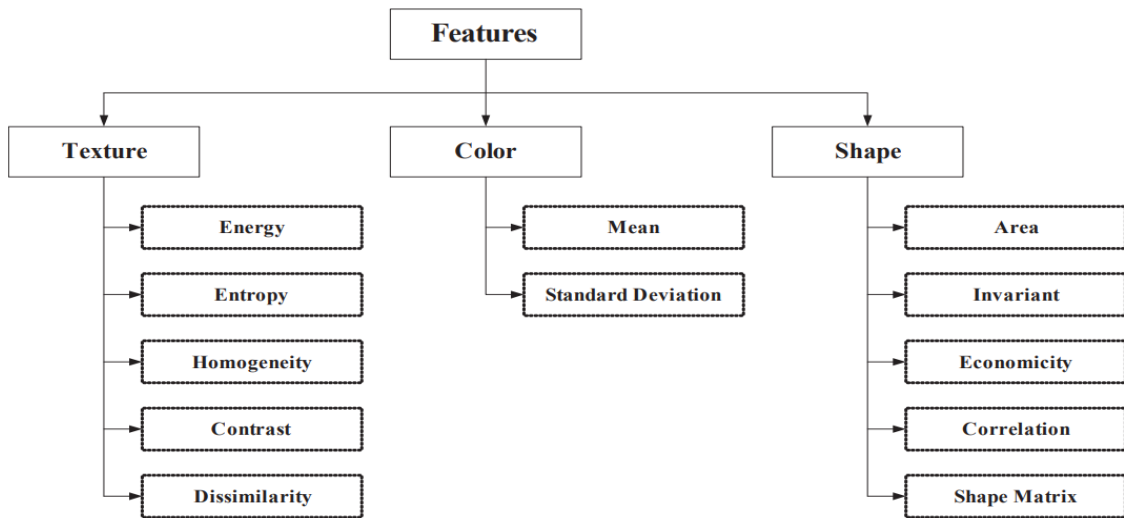 Features
Texture
Color
Shape
Energy
Mean
Area
Entropy
Standard Deviation
Invariant
Homogeneity
Economicity
Contrast
Correlation
Dissimilarity
Shape Matrix